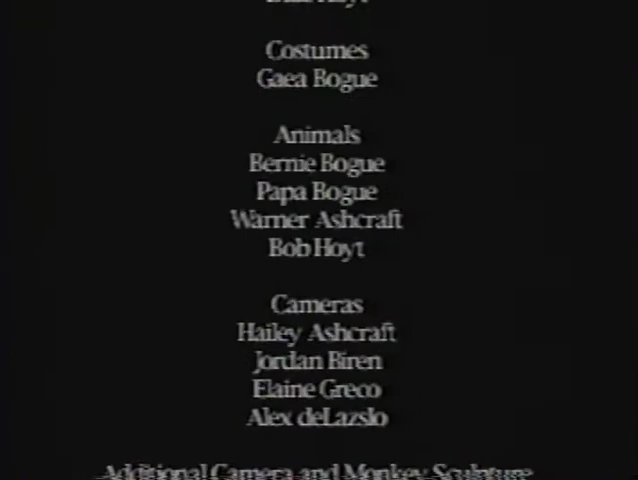 Costumes
Gaea Bogue
Animals
Bernie Bogue
Papa Bogue
Warner Ashcraft
Bob Hoyt
Cameras
Hailey Ashcraft
Jordan Biren
Elaine Greco
Alex deLazslo
Additional Camera and Monkey Sculpture